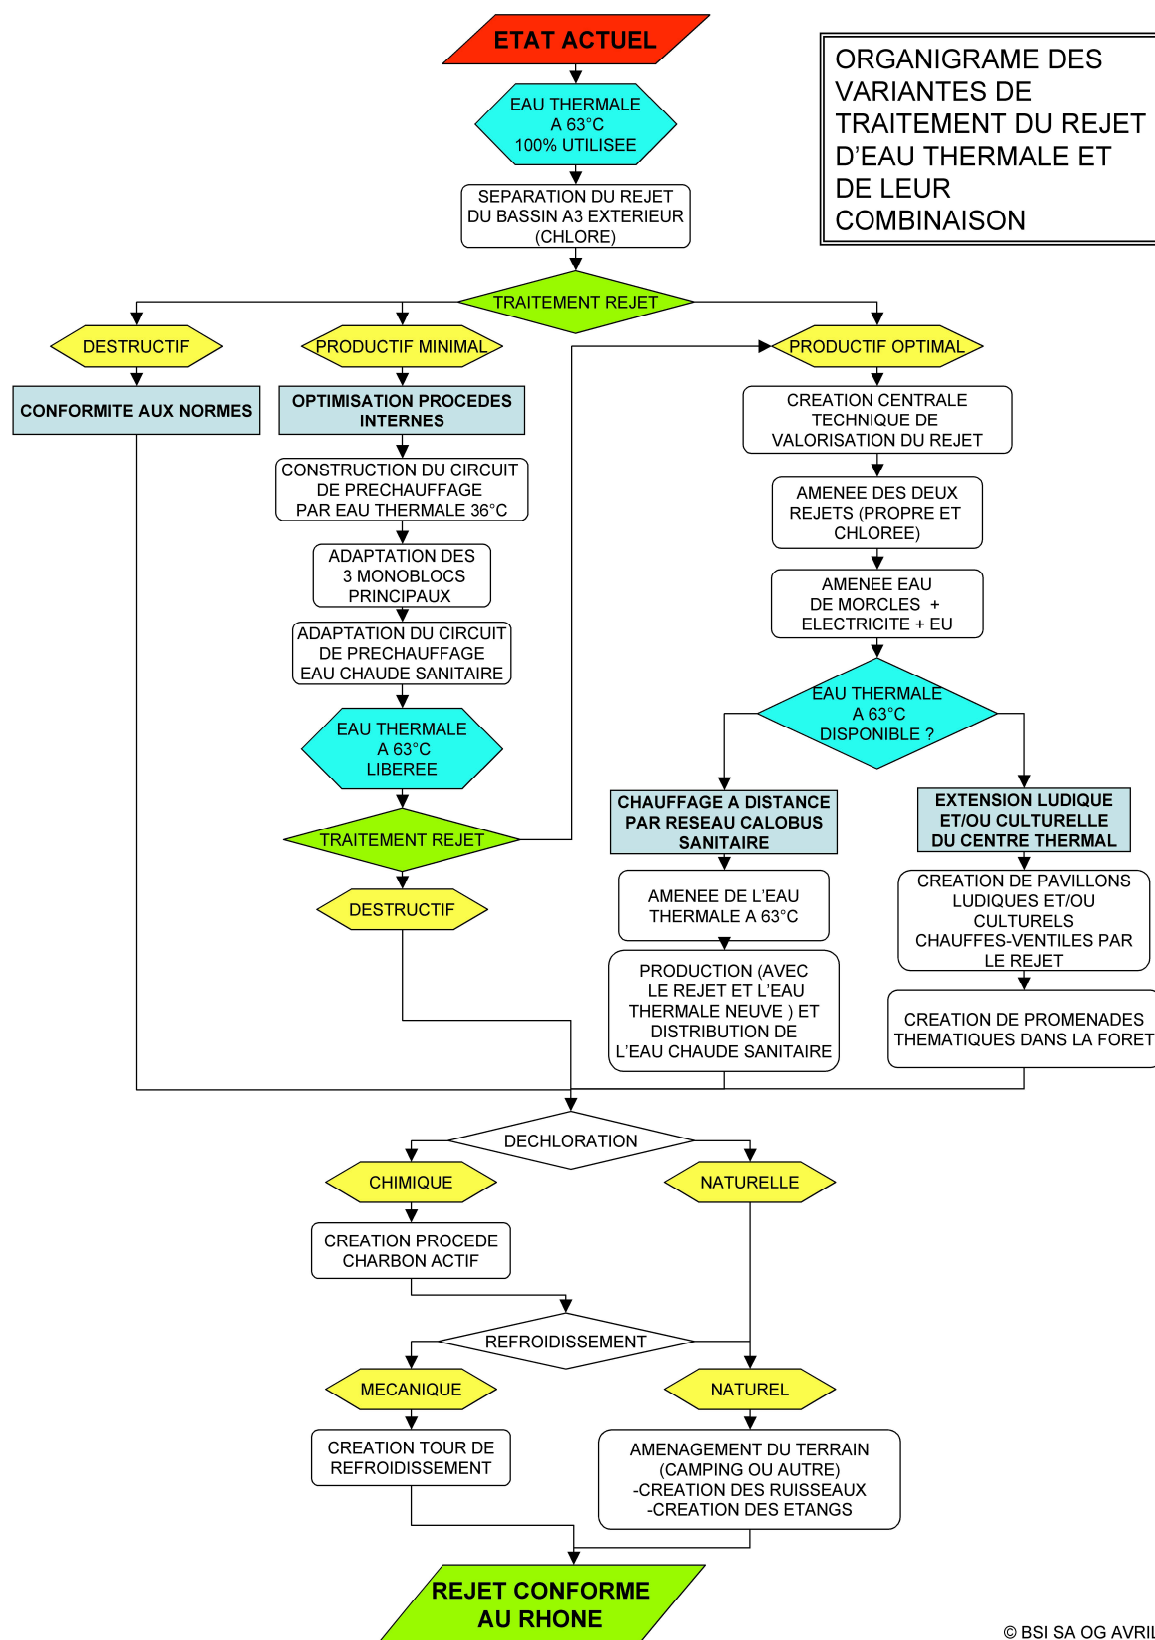 ETAT ACTUEL
ORGANIGRAME DES
VARIANTES DE
TRAITEMENT DU REJET
D'EAU THERMALE ET
DE LEUR
COMBINAISON
EAU THERMALE
A 63°C
100% UTILISEE
SEPARATION DU REJET
DU BASSIN A3 EXTERIEUR
(CHLORE)
TRAITEMENT REJET
DESTRUCTIF
PRODUCTIF MINIMAL
PRODUCTIF OPTIMAL
CONFORMITE AUX NORMES
OPTIMISATION PROCEDES
INTERNES
CONSTRUCTION DU CIRCUIT
DE PRECHAUFFAGE
PAR EAU THERMALE 36°C
ADAPTATION DES
3 MONOBLOCS
PRINCIPAUX
ADAPTATION DU CIRCUIT
DE PRECHAUFFAGE
EAU CHAUDE SANITAIRE
EAU THERMALE
A 63°C
LIBEREE
TRAITEMENT REJET
DESTRUCTIF
CREATION CENTRALE
TECHNIQUE DE
VALORISATION DU REJET
AMENEE DES DEUX
REJETS (PROPRE ET
CHLOREE)
AMENEE EAU
DE MORCLES +
ELECTRICITE + EU
EAU THERMALE
A 63°C
DISPONIBLE ?
CHAUFFAGE A DISTANCE
PAR RESEAU CALOBUS
SANITAIRE
AMENEE DE L'EAU
THERMALE A 63°C
PRODUCTION (AVEC
LE REJET ET L'EAU
THERMALE NEUVE ) ET
DISTRIBUTION DE
L'EAU CHAUDE SANITAIRE
EXTENSION LUDIQUE
ET/OU CULTURELLE
DU CENTRE THERMAL
CREATION DE PAVILLONS
LUDIQUES ET/OU
CULTURELS
CHAUFFES-VENTILES PAR
LE REJET
CREATION DE PROMENADES
THEMATIQUES DANS LA FORET
DECHLORATION
CHIMIQUE
NATURELLE
CREATION PROCEDE
CHARBON ACTIF
REFROIDISSEMENT
MECANIQUE
NATUREL
CREATION TOUR DE
REFROIDISSEMENT
AMENAGEMENT DU TERRAIN
(CAMPING OU AUTRE)
-CREATION DES RUISSEAUX
-CREATION DES ETANGS
REJET CONFORME
AU RHONE
© BSI SA OG AVRIL